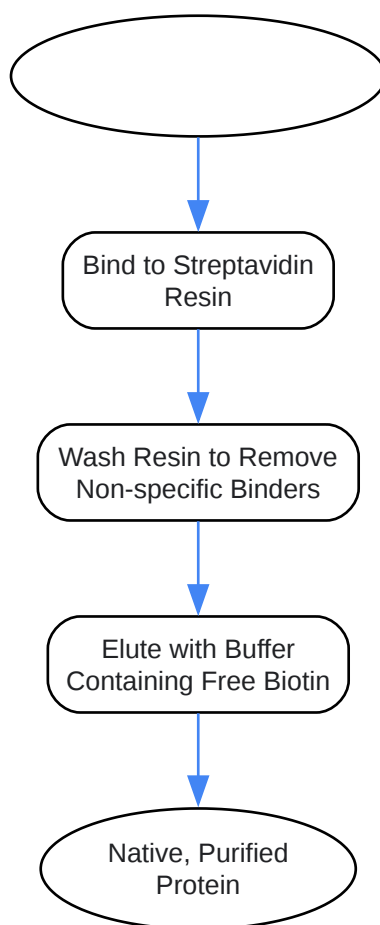 Bind to Streptavidin
Resin
Wash Resin to Remove
Non-specific Binders
Elute with Buffer
Containing Free Biotin
Native, Purified
Protein